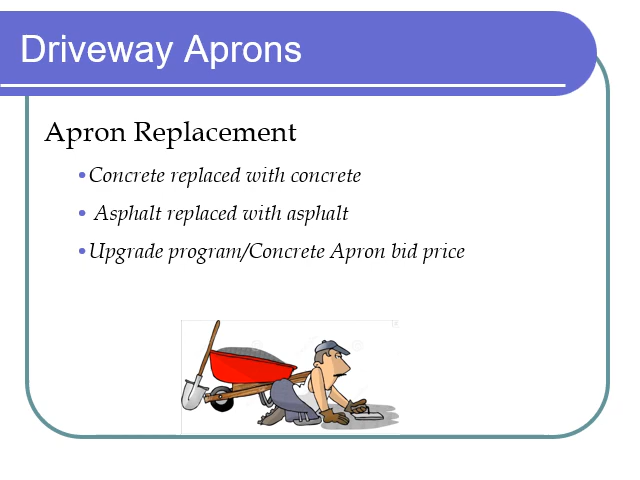 Driveway Aprons
Apron Replacement
•Concrete replaced with concrete
• Asphalt replaced with asphalt
•Upgrade program/Concrete Apron bid price